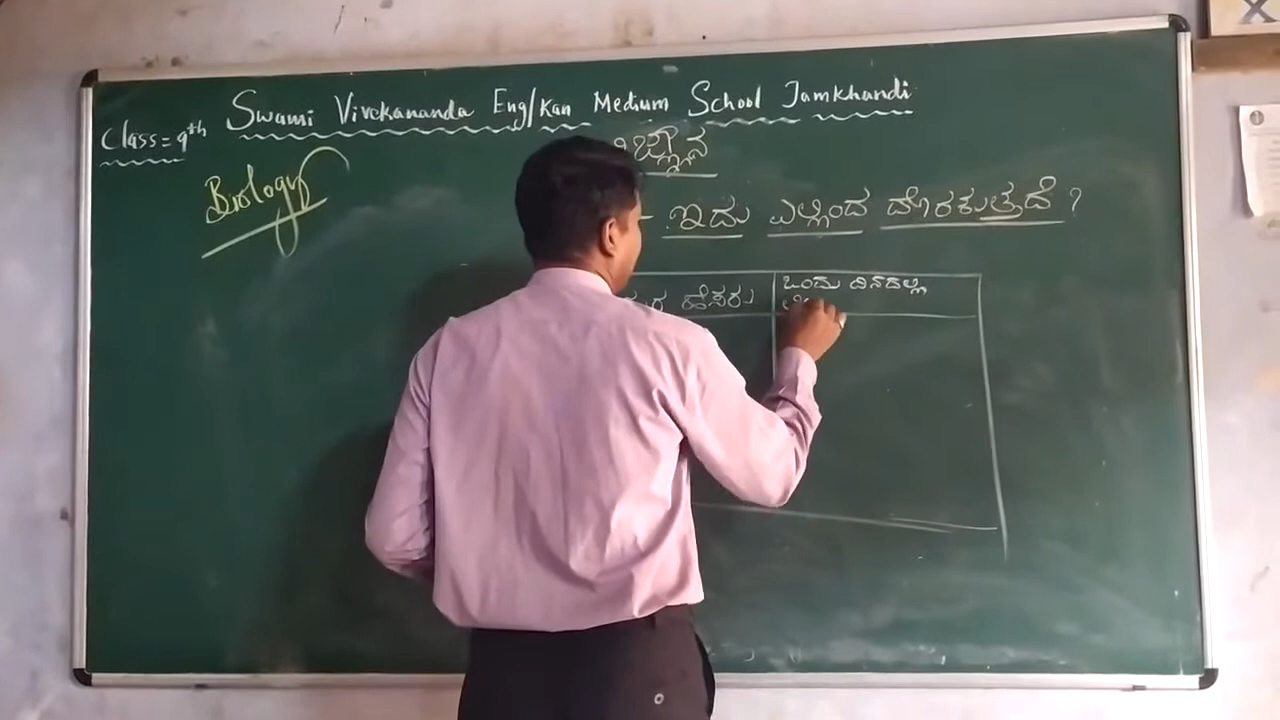 Swami Vivekananda Eng/Kan Medium School Jamkhandi
Class = 9th
Biology
- ಇದು ಎಲ್ಲಿಂದ ದೊರಕುತ್ತದೆ ?
ಹೆಸರು
ಒಂದು ದಿನದಲ್ಲಿ